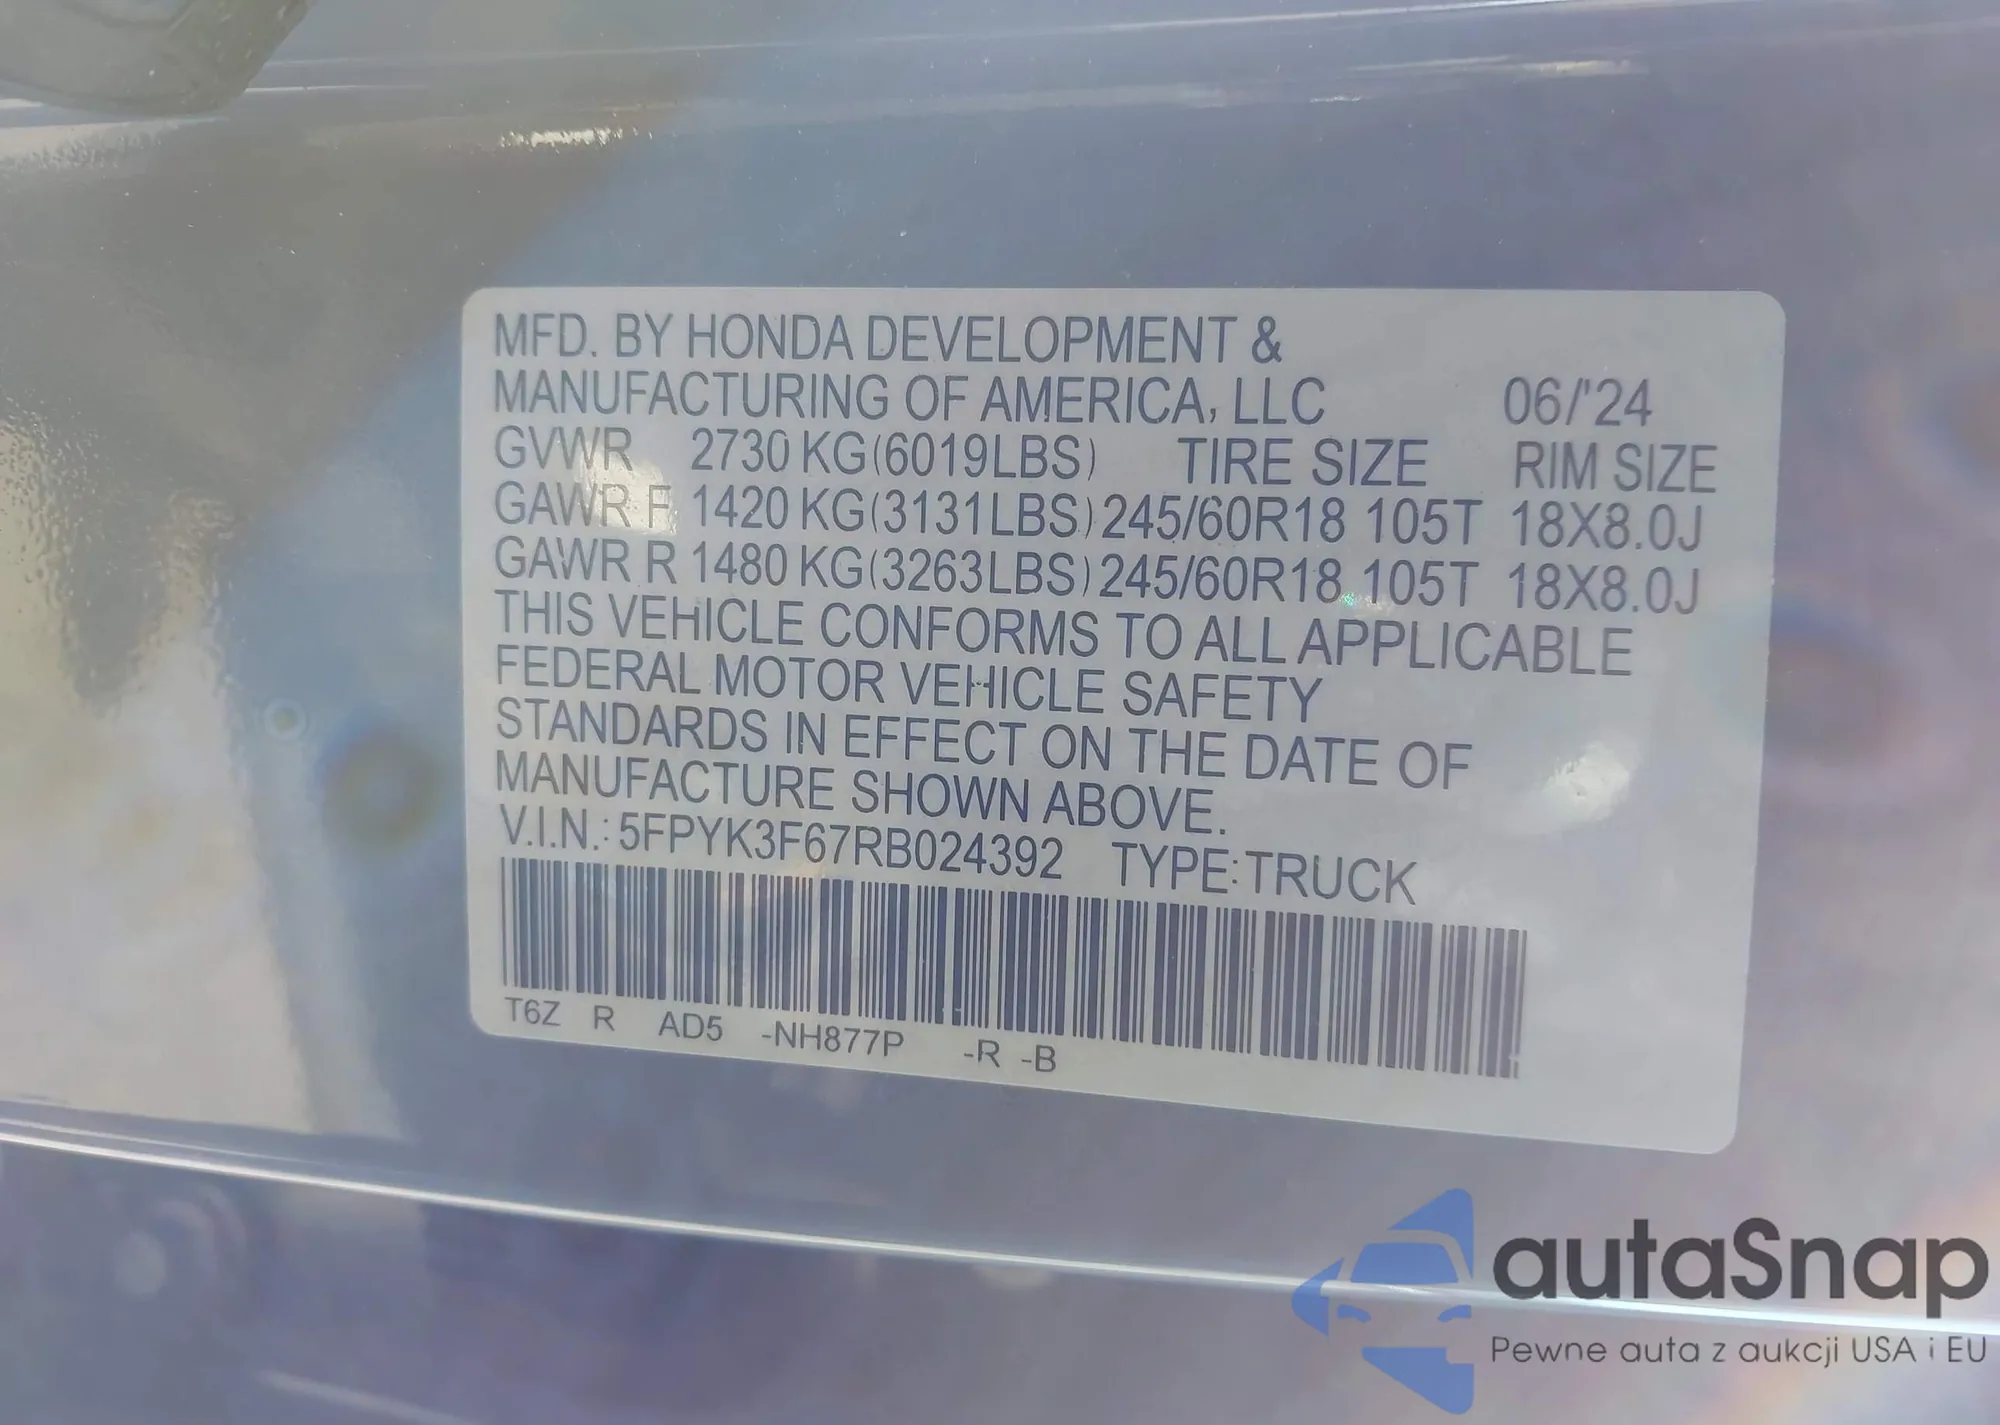 MFD. BY HONDA DEVELOPMENT &
MANUFACTURING OF AMERICA, LLC 06/'24
GVWR 2730 KG(6019LBS) TIRE SIZE RIM SIZE
GAWR F 1420 KG(3131LBS) 245/60R18 105T 18X8.0J
GAWR R 1480 KG(3263LBS) 245/60R18 105T 18X8.0J
THIS VEHICLE CONFORMS TO ALL APPLICABLE
FEDERAL MOTOR VEHICLE SAFETY
STANDARDS IN EFFECT ON THE DATE OF
MANUFACTURE SHOWN ABOVE.
V.I.N.: 5FPYK3F67RB024392 TYPE:TRUCK
T6Z R AD5 -NH877P -R -B
autaSnap
Pewne auta z aukcji USA i EU